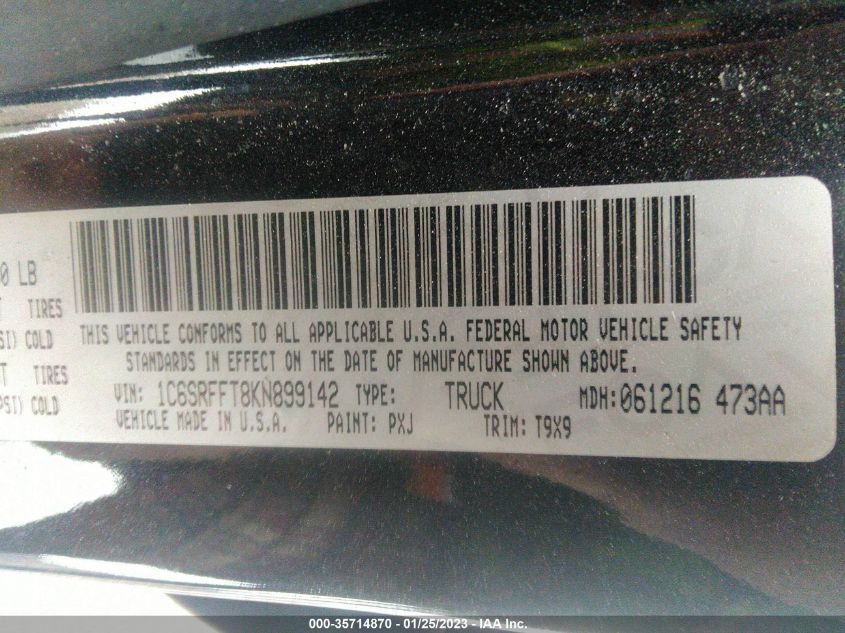 0 LB
TIRES
SI) COLD
THIS VEHICLE CONFORMS TO ALL APPLICABLE U.S.A. FEDERAL MOTOR VEHICLE SAFETY
STANDARDS IN EFFECT ON THE DATE OF MANUFACTURE SHOWN ABOVE.
T TIRES
PSI) COLD
VIN: 1C6SRFFT8KN899142 TYPE: TRUCK MDH:061216 473AA
VEHICLE MADE IN U.S.A. PAINT: PXJ TRIM: T9X9
000-35714870 - 01/25/2023 - IAA Inc.